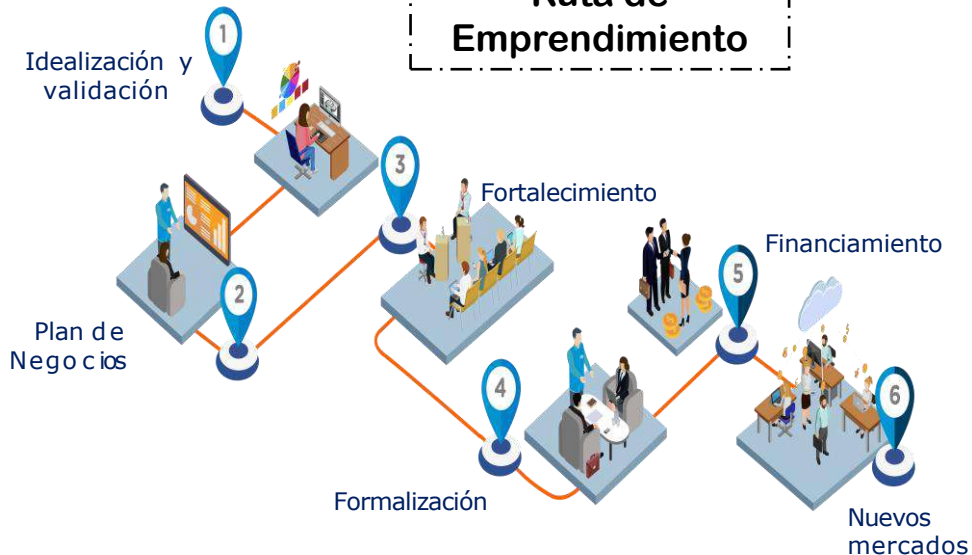 Ruta de
Emprendimiento
1
Idealización y
validación
3
Fortalecimiento
Financiamiento
5
2
Plan de
Negocios
4
6
Formalización
Nuevos
mercados